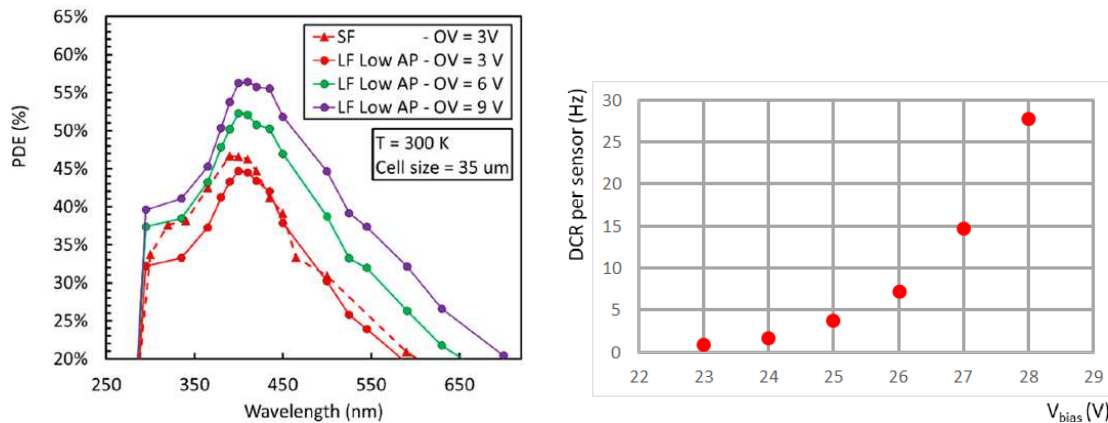 65%
60%
55%
50%
45%
40%
35%
30%
25%
20%
PDE (%)
SF - OV = 3V
LF Low AP - OV = 3 V
LF Low AP - OV = 6 V
LF Low AP - OV = 9 V
T = 300 K
Cell size = 35 um
250 350 450 550 650
Wavelength (nm)
DCR per sensor (Hz)
30
25
20
15
10
5
0
22 23 24 25 26 27 28 29
Vbias (V)